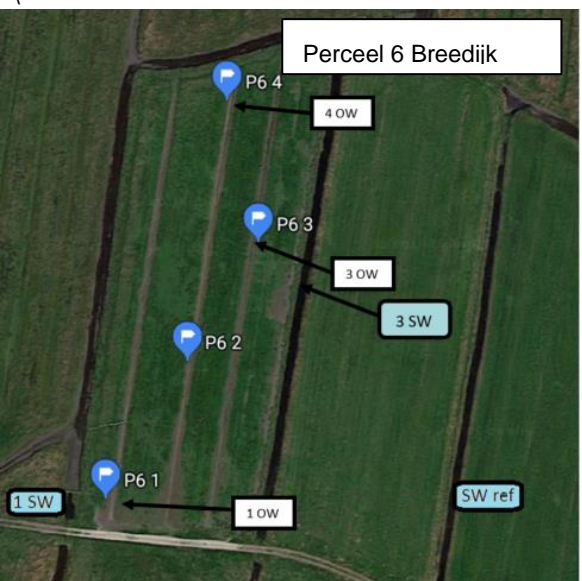 Perceel 6 Breedijk
P6 4
4 OW
P6 3
3 OW
3 SW
P6 2
P6 1
1 SW
1 OW
SW ref